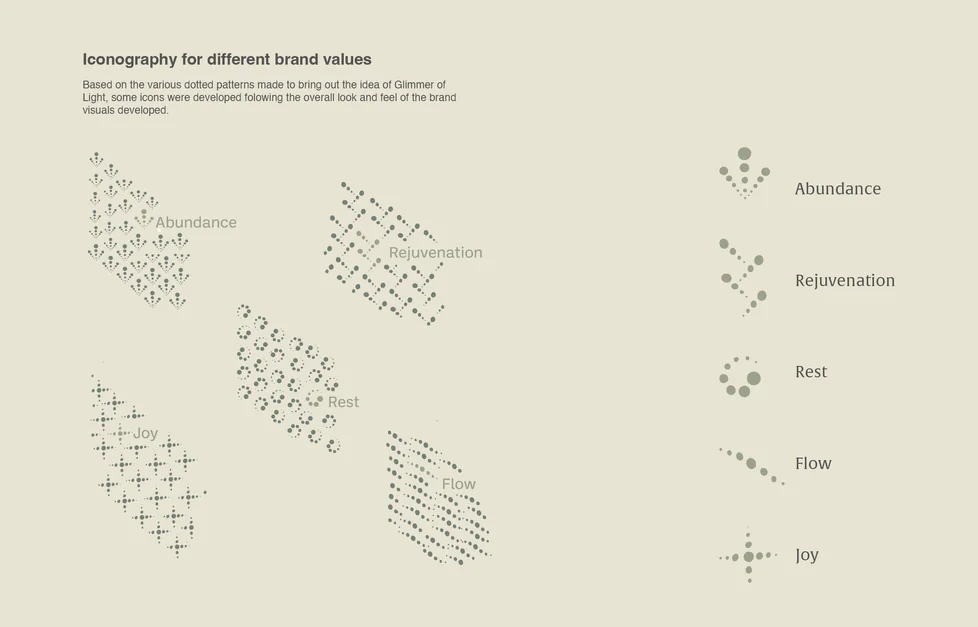 Iconography for different brand values
Based on the various dotted patterns made to bring out the idea of Glimmer of
Light, some icons were developed folowing the overall look and feel of the brand
visuals developed.
Abundance
Rejuvenation
Rest
Joy
Flow
Abundance
Rejuvenation
Rest
Flow
Joy